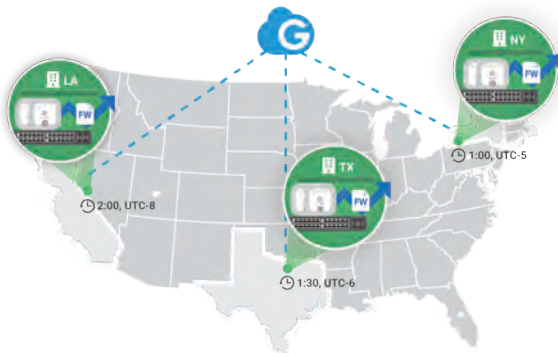 G
NY
FW
1:00, UTC-5
LA
FW
2:00, UTC-8
TX
FW
1:30, UTC-6